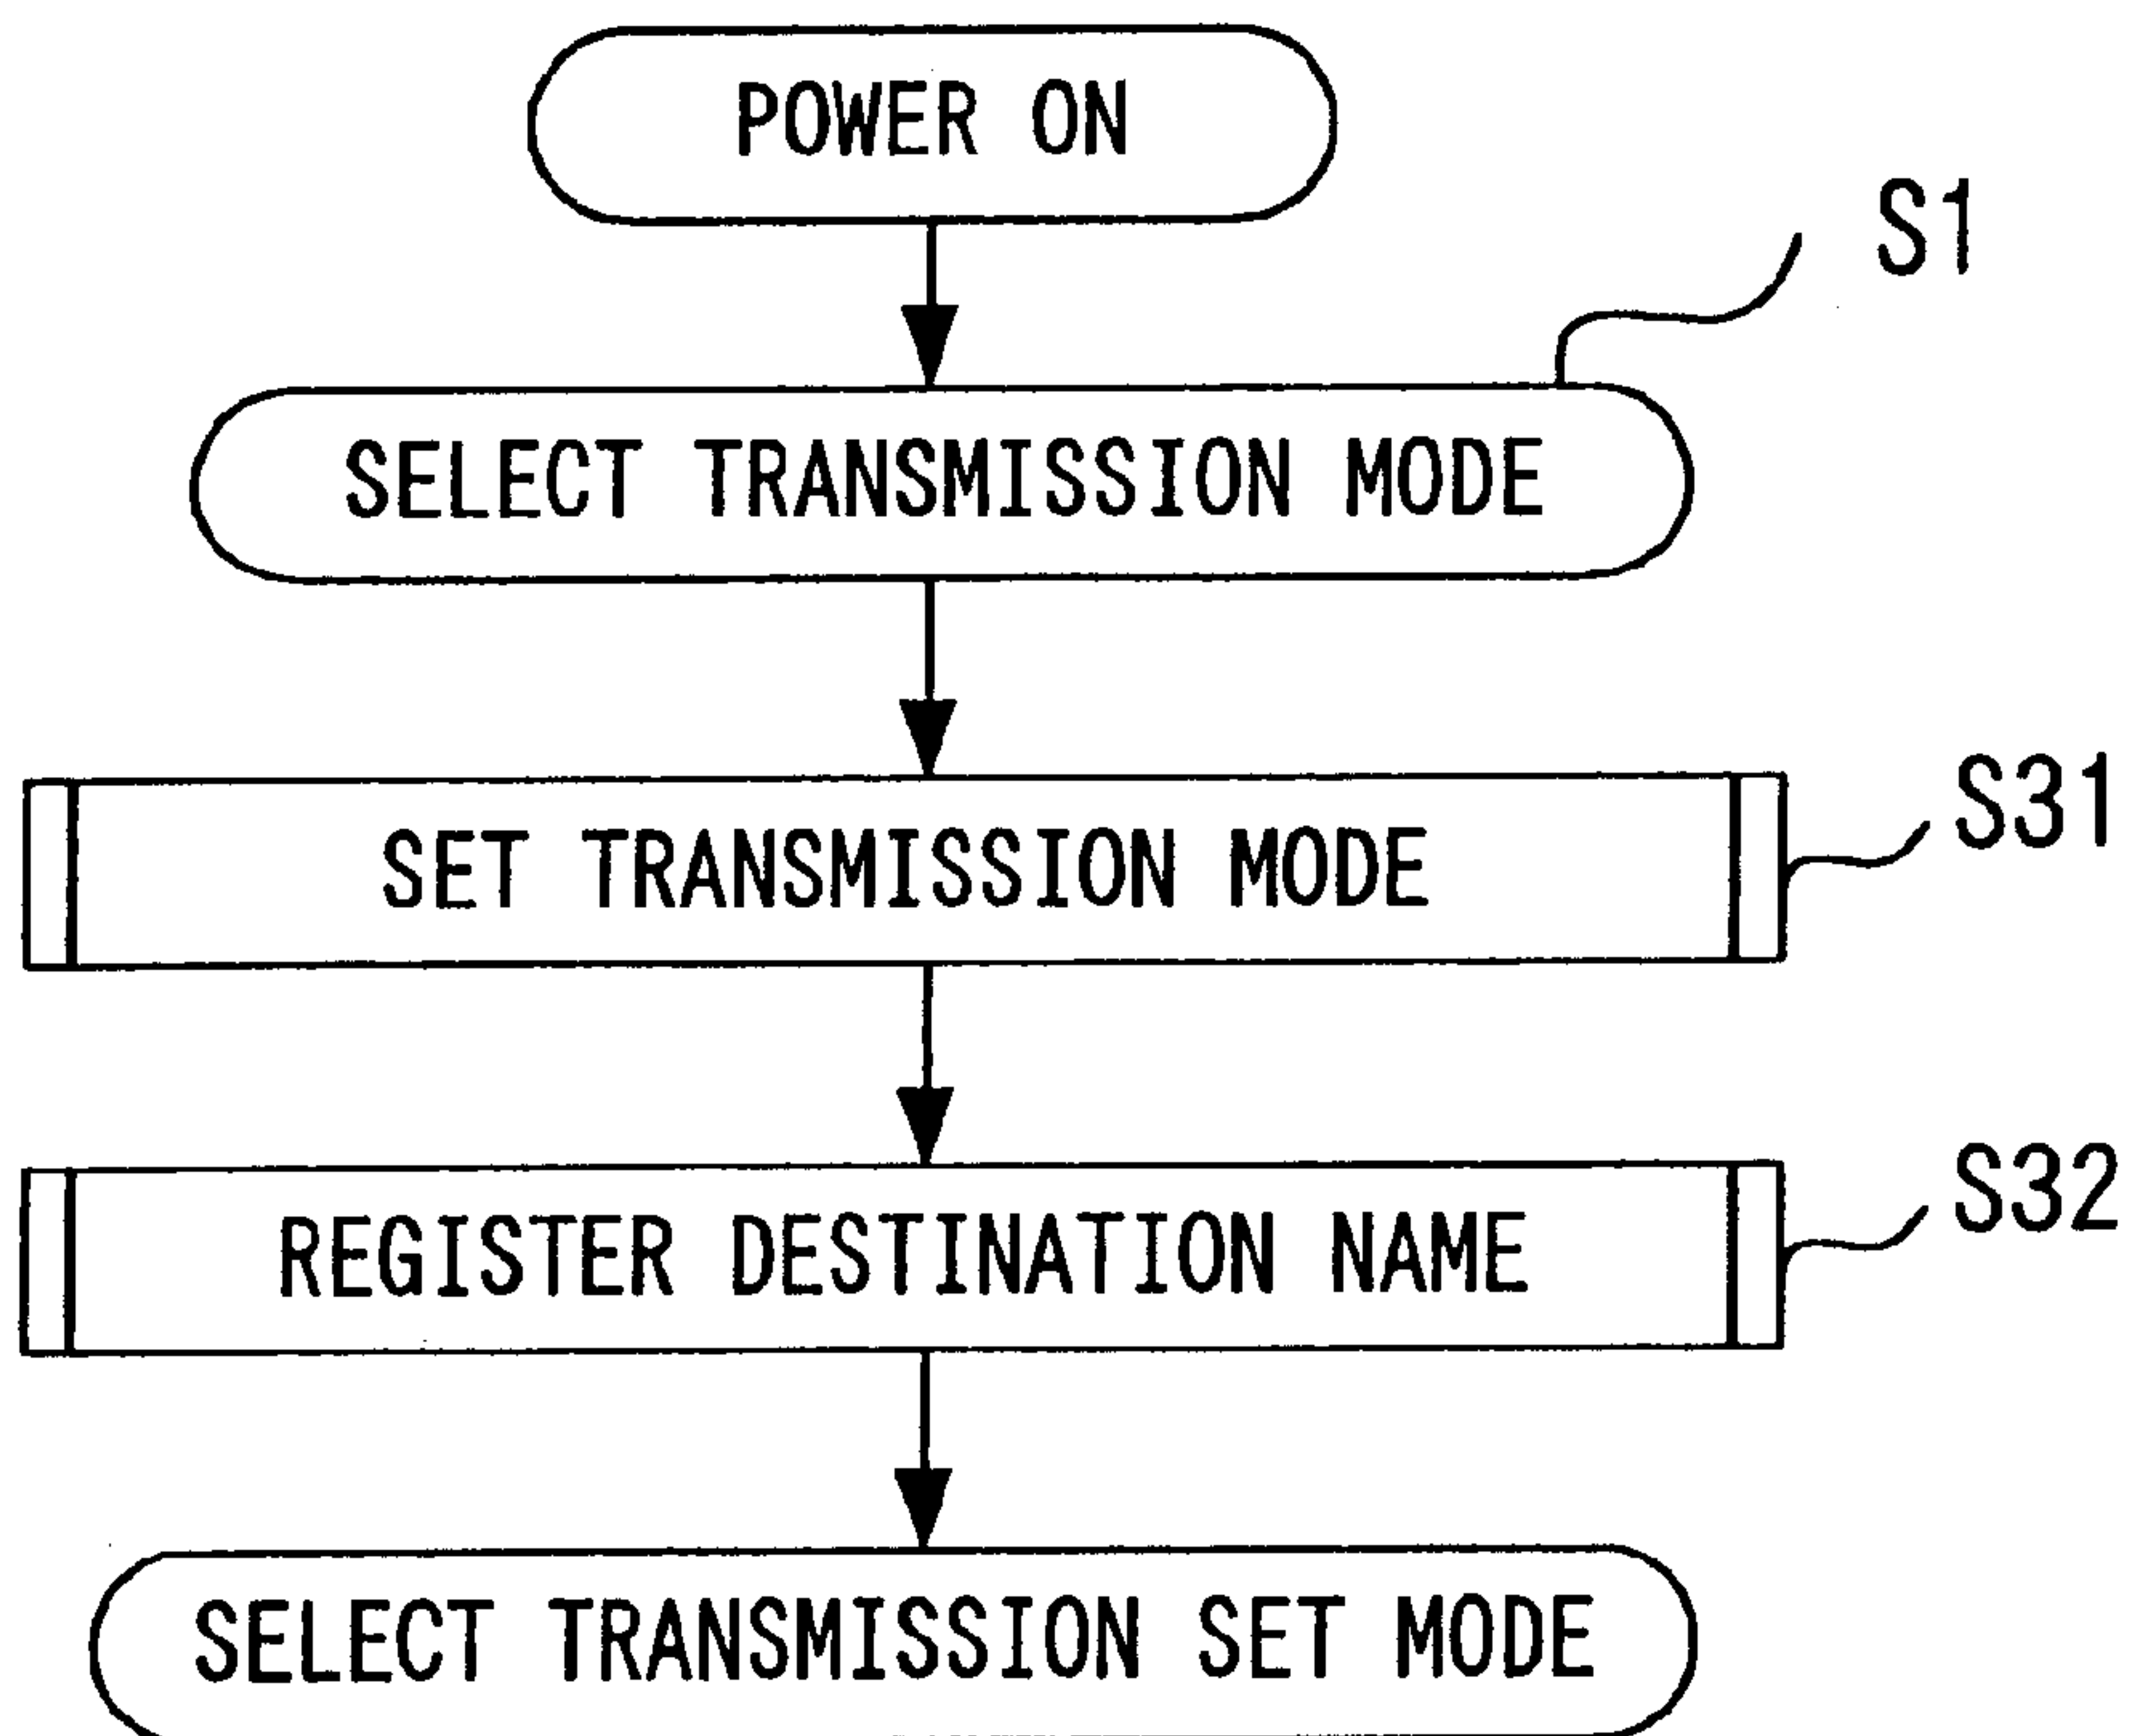 POWER ON
S1
SELECT TRANSMISSION MODE
S31
SET TRANSMISSION MODE
S32
REGISTER DESTINATION NAME
SELECT TRANSMISSION SET MODE